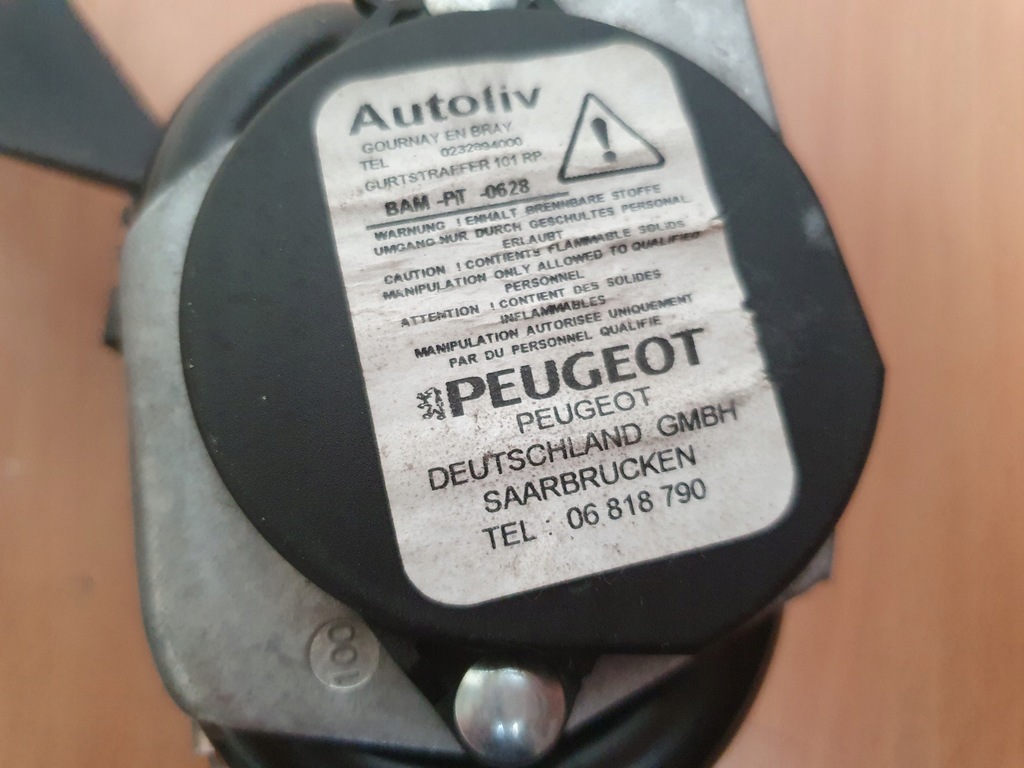 Autoliv
GOURNAY EN BRAY
TEL 0232894000
GURTSTRAFFER 101 RP
BAM -PIT -0628
WARNUNG ! ENHALT BRENNBARE STOFFE
UMGANG NUR DURCH GESCHULTES PERSONAL
ERLAUBT
CAUTION ! CONTIENTS FLAMMABLE SOLIDS
MANIPULATION ONLY ALLOWED TO QUALIFIED
PERSONNEL
ATTENTION ! CONTIENT DES SOLIDES
INFLAMMABLES
MANIPULATION AUTORISEE UNIQUEMENT
PAR DU PERSONNEL QUALIFIE
PEUGEOT
PEUGEOT
DEUTSCHLAND GMBH
SAARBRUCKEN
TEL : 06 818 790